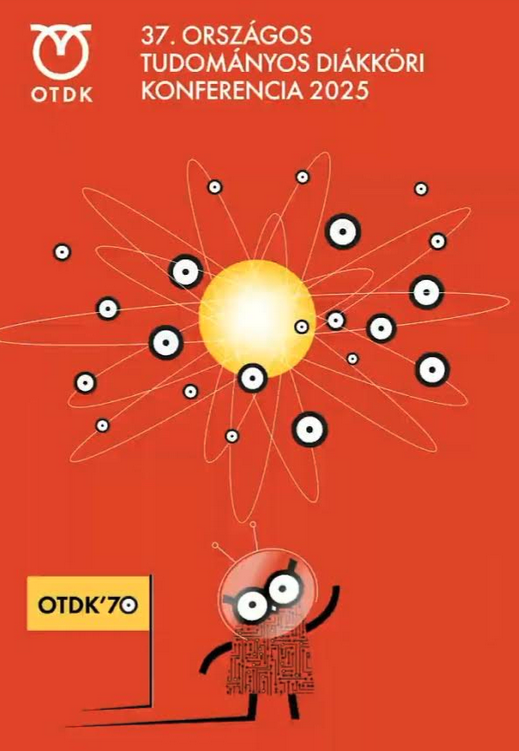 OTDK
37. ORSZÁGOS
TUDOMÁNYOS DIÁKKÖRI
KONFERENCIA 2025
OTDK'70